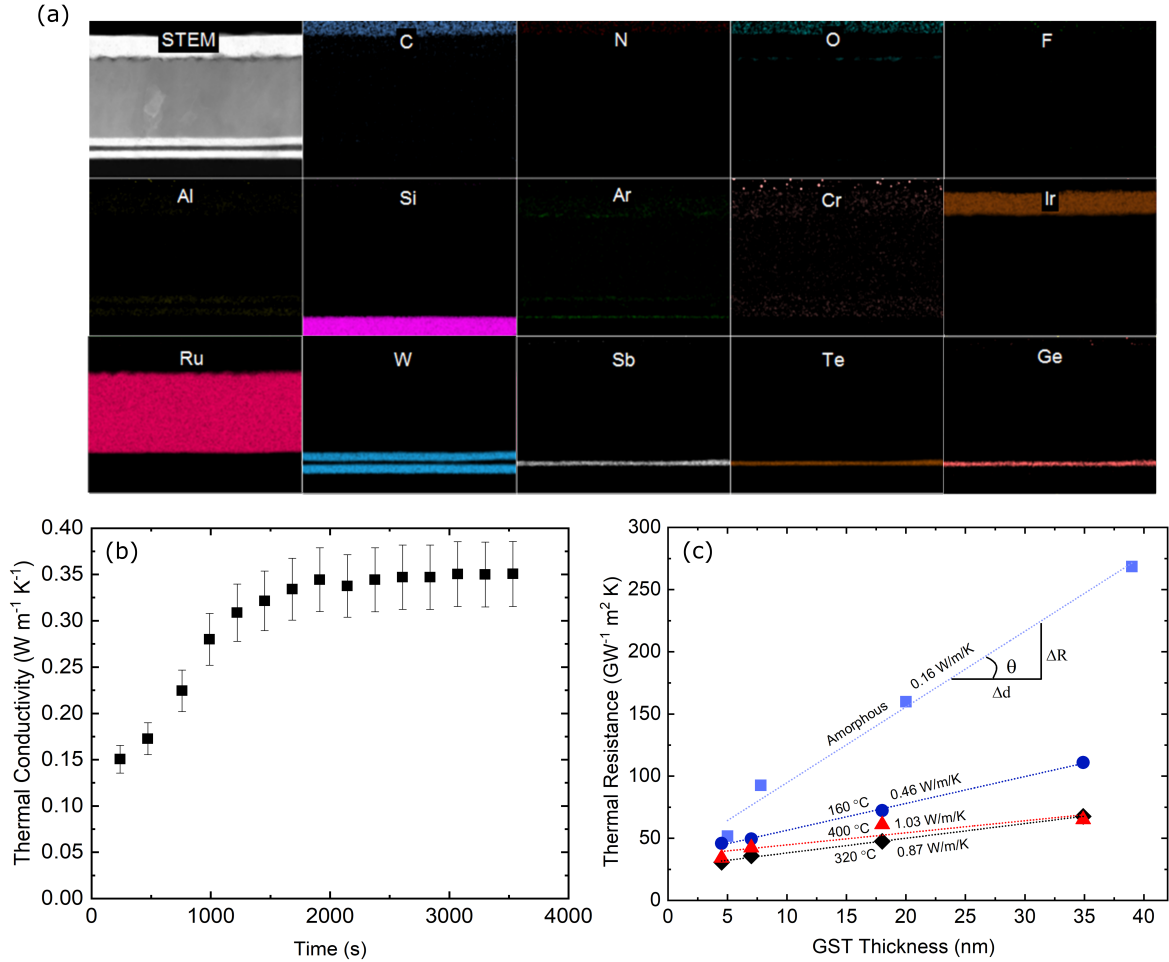 (a)
STEM C N O F
Al Si Ar Cr Ir
Ru W Sb Te Ge
(b)
0.40
0.35
0.30
0.25
0.20
0.15
0.10
0.05
0.00
Thermal Conductivity (W m⁻¹ K⁻¹)
0 1000 2000 3000 4000
Time (s)
(c)
300
250
200
150
100
50
0
Thermal Resistance (GW⁻¹ m² K)
Amorphous 0.16 W/m/K
θ
ΔR
Δd
160 °C 0.46 W/m/K
400 °C 1.03 W/m/K
320 °C 0.87 W/m/K
0 5 10 15 20 25 30 35 40
GST Thickness (nm)